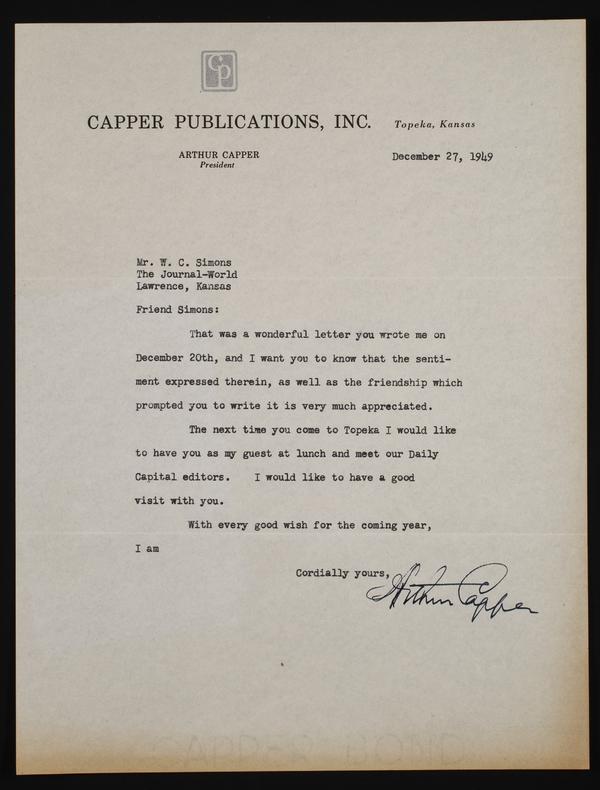 CP
CAPPER PUBLICATIONS, INC. Topeka, Kansas
ARTHUR CAPPER
President
December 27, 1949
Mr. W. C. Simons
The Journal-World
Lawrence, Kansas
Friend Simons:
That was a wonderful letter you wrote me on
December 20th, and I want you to know that the senti-
ment expressed therein, as well as the friendship which
prompted you to write it is very much appreciated.
The next time you come to Topeka I would like
to have you as my guest at lunch and meet our Daily
Capital editors. I would like to have a good
visit with you.
With every good wish for the coming year,
I am
Cordially yours,
Arthur Capper